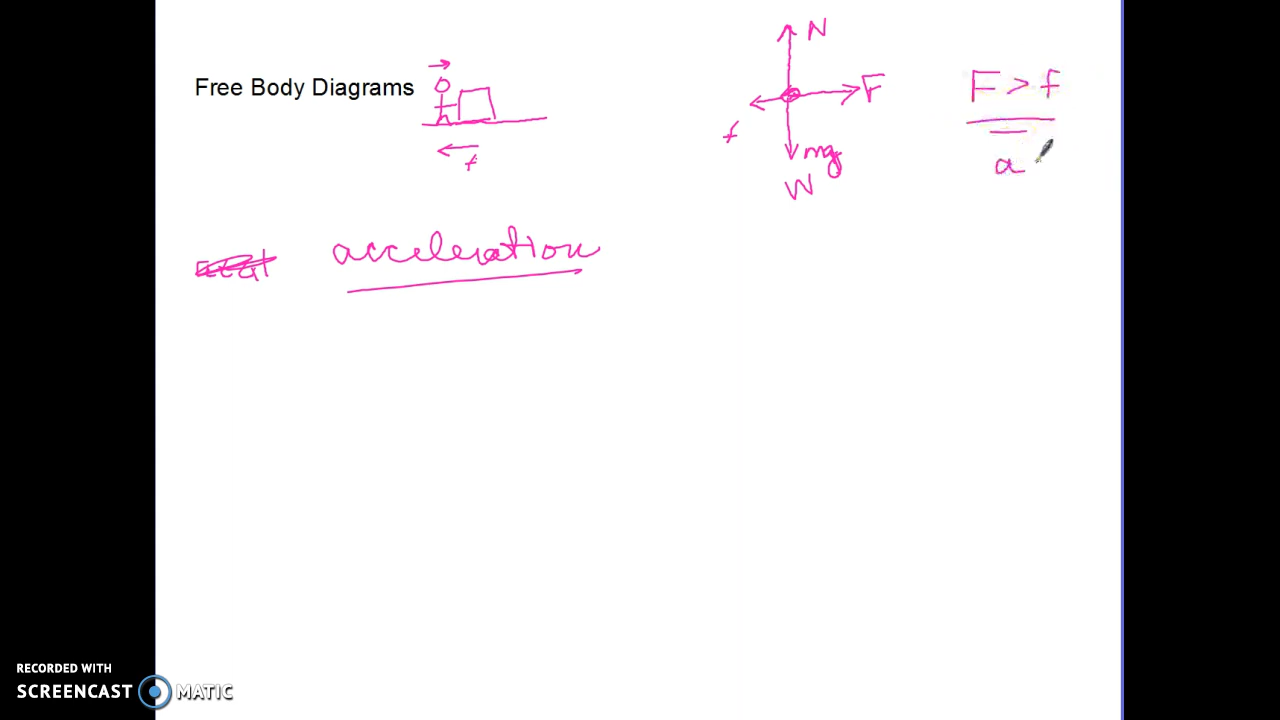 Free Body Diagrams
f
N
F
f
mg
W
F > f
a
acceleration
RECORDED WITH
SCREENCAST MATIC